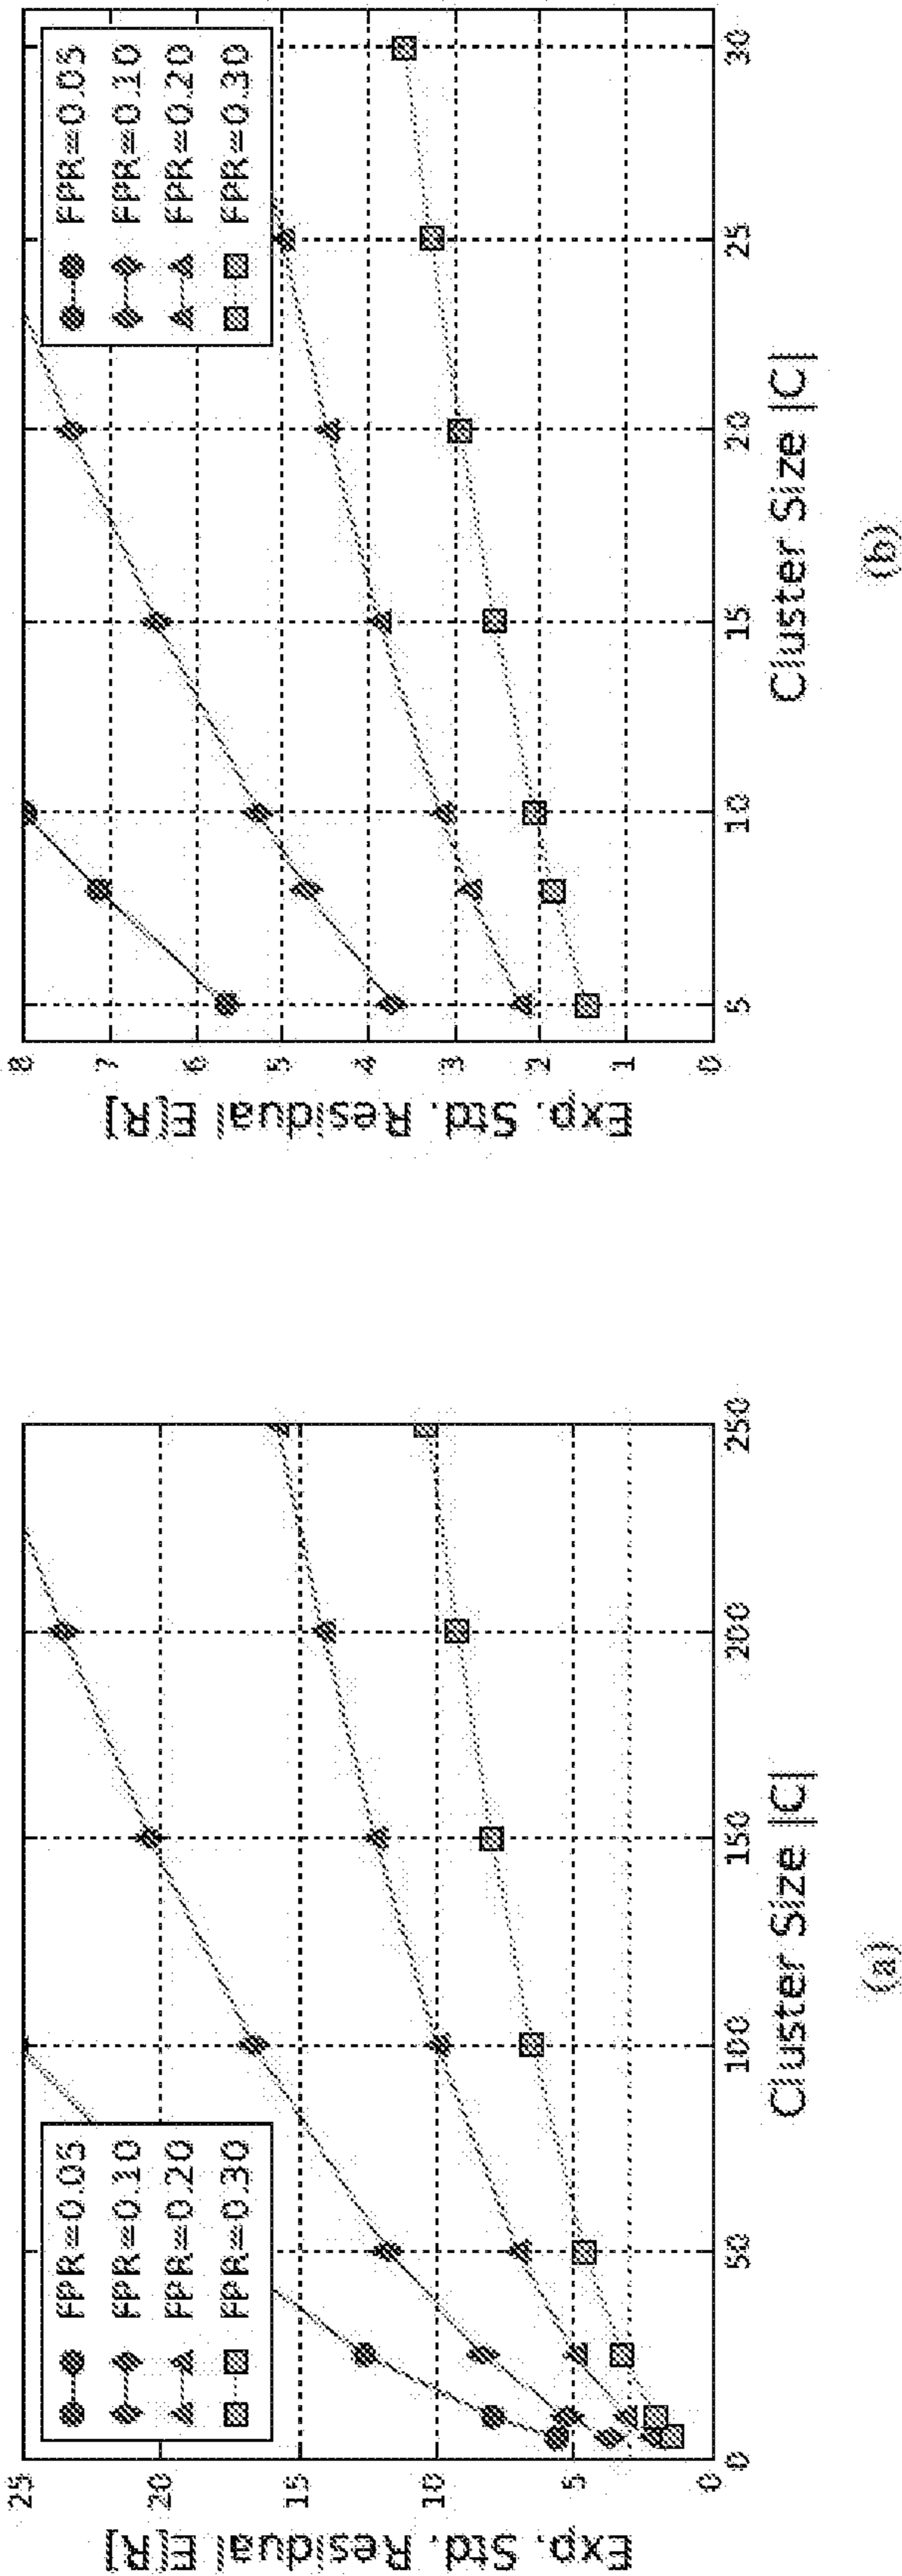 Exp. Std. Residual E[R]
25
20
15
10
5
0
FPR=0.05
FPR=0.10
FPR=0.20
FPR=0.30
0
50
100
150
200
250
Cluster Size |C|
(a)
Exp. Std. Residual E[R]
8
7
6
5
4
3
2
1
0
FPR=0.05
FPR=0.10
FPR=0.20
FPR=0.30
5
10
15
20
25
30
Cluster Size |C|
(b)